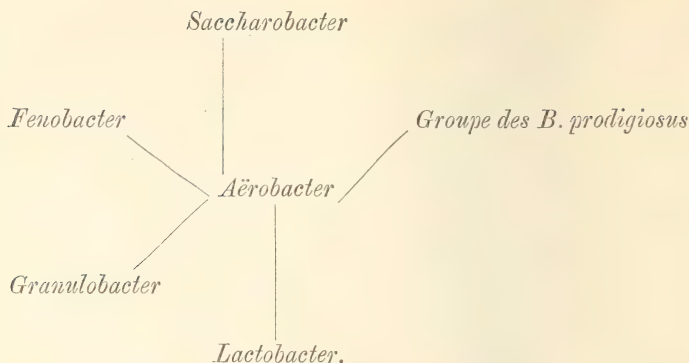 Saccharobacter
Fenobacter
Groupe des B. prodigiosus
Aërobacter
Granulobacter
Lactobacter.